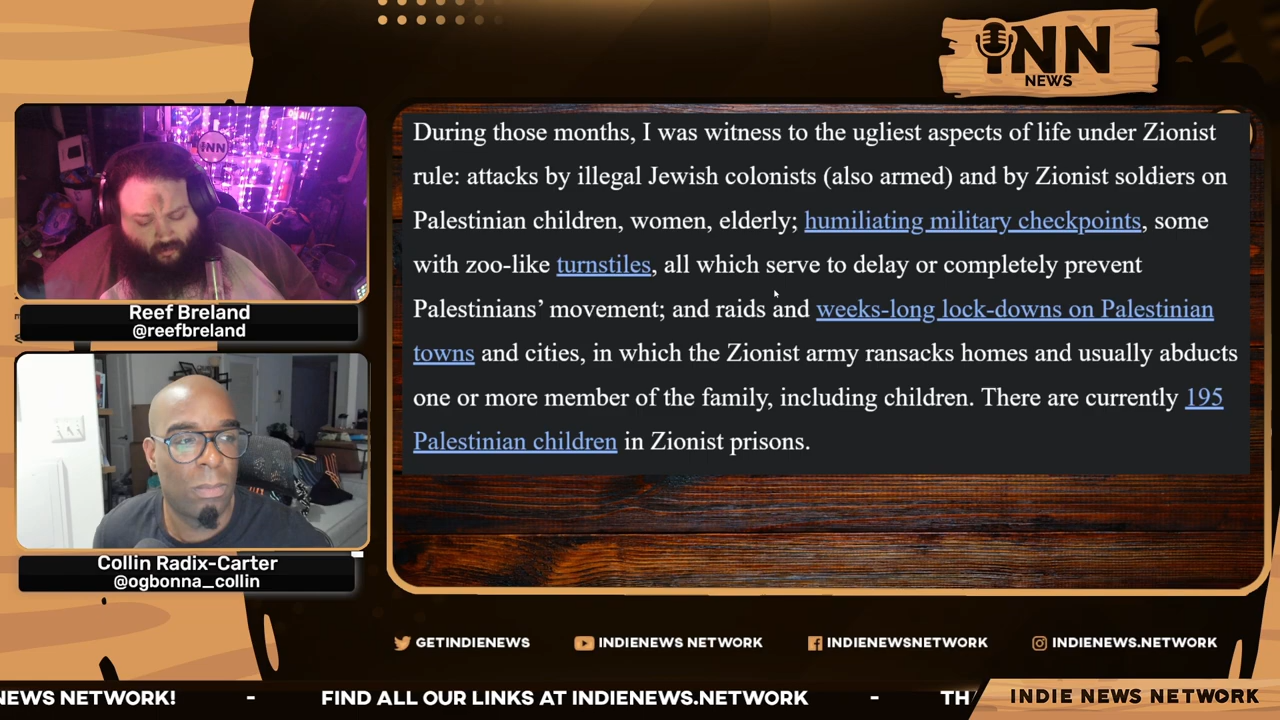 iNN
NEWS
During those months, I was witness to the ugliest aspects of life under Zionist
rule: attacks by illegal Jewish colonists (also armed) and by Zionist soldiers on
Palestinian children, women, elderly; humiliating military checkpoints, some
with zoo-like turnstiles, all which serve to delay or completely prevent
Palestinians’ movement; and raids and weeks-long lock-downs on Palestinian
towns and cities, in which the Zionist army ransacks homes and usually abducts
one or more member of the family, including children. There are currently 195
Palestinian children in Zionist prisons.
INN
Reef Breland
@reefbreland
Collin Radix-Carter
@ogbonna_collin
GETINDIENEWS INDIENEWS NETWORK INDIENEWSNETWORK INDIENEWS.NETWORK
NEWS NETWORK! - FIND ALL OUR LINKS AT INDIENEWS.NETWORK - TH
INDIE NEWS NETWORK